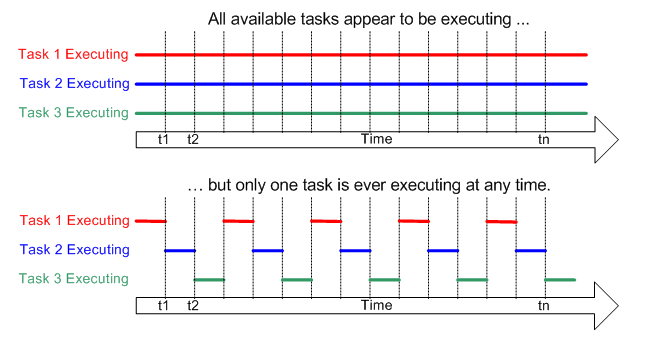 All available tasks appear to be executing ...
Task 1 Executing
Task 2 Executing
Task 3 Executing
t1 t2 Time tn
... but only one task is ever executing at any time.
Task 1 Executing
Task 2 Executing
Task 3 Executing
t1 t2 Time tn